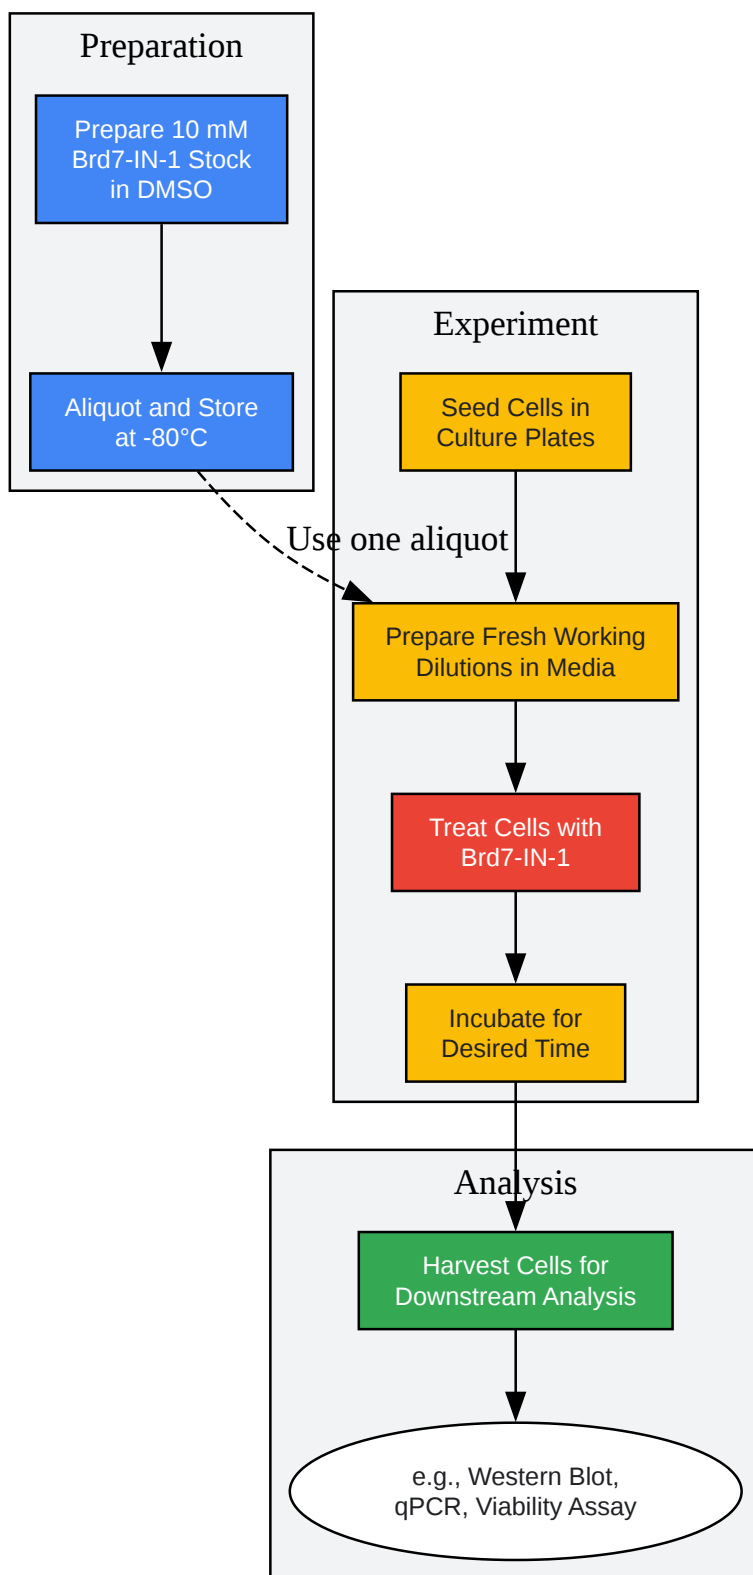 Preparation
Prepare 10 mM
Brd7-IN-1 Stock
in DMSO
Aliquot and Store
at -80°C
Use one aliquot
Experiment
Seed Cells in
Culture Plates
Prepare Fresh Working
Dilutions in Media
Treat Cells with
Brd7-IN-1
Incubate for
Desired Time
Analysis
Harvest Cells for
Downstream Analysis
e.g., Western Blot,
qPCR, Viability Assay